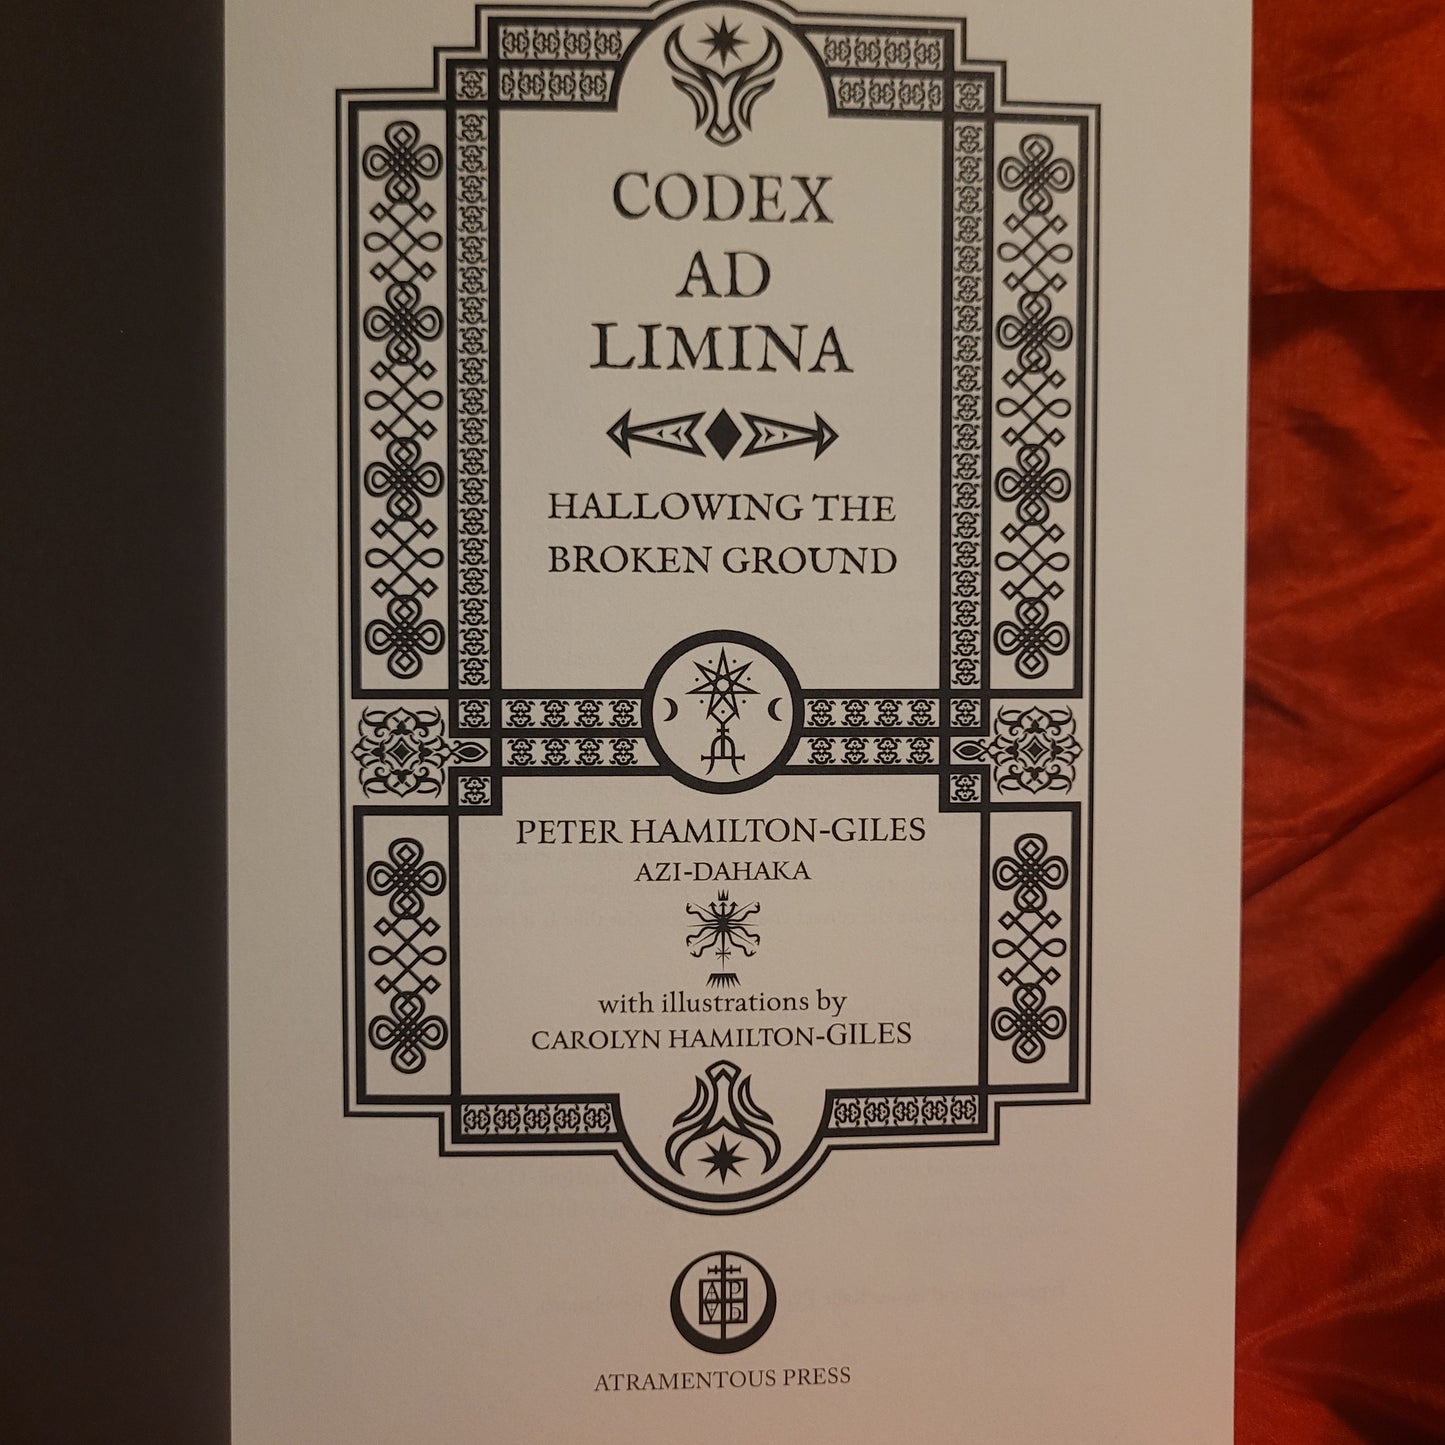 CODEX
AD
LIMINA
HALLOWING THE
BROKEN GROUND
PETER HAMILTON-GILES
AZI-DAHAKA
with illustrations by
CAROLYN HAMILTON-GILES
A P
A P
ATRAMENTOUS PRESS